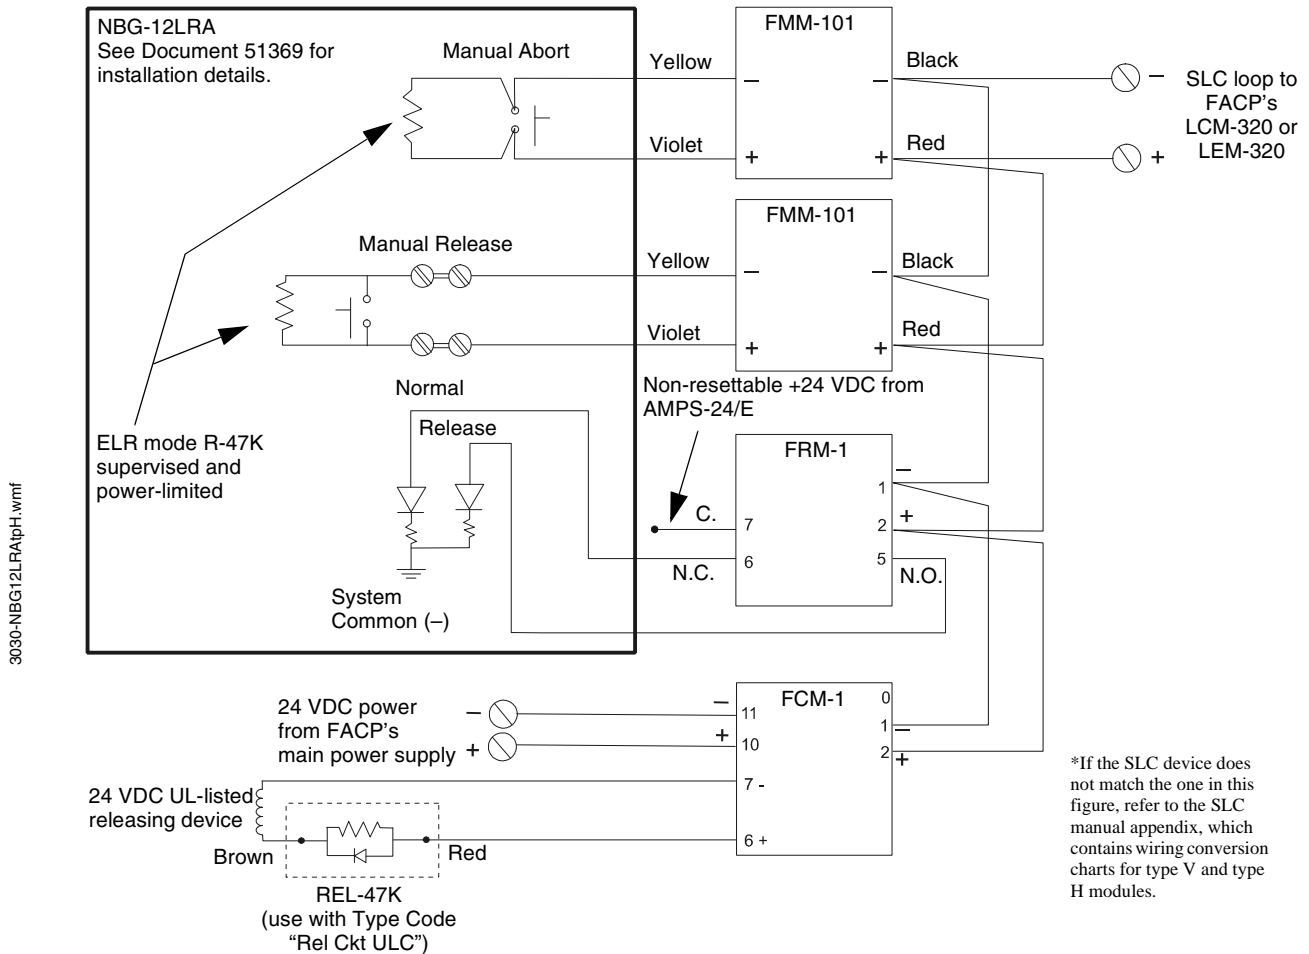 NBG-12LRA
See Document 51369 for
installation details.
Manual Abort
Yellow
Violet
FMM-101
−
+
−
+
Black
Red
−
+
SLC loop to
FACP's
LCM-320 or
LEM-320
Manual Release
Yellow
Violet
FMM-101
−
+
−
+
Black
Red
ELR mode R-47K
supervised and
power-limited
Normal
Release
System
Common (–)
Non-resettable +24 VDC from
AMPS-24/E
C.
N.C.
FRM-1
7
6
1
2
5
−
+
N.O.
3030-NBG12LRAtpH.wmf
24 VDC power
from FACP's
main power supply
−
+
−
+
FCM-1
11
10
7 -
6 +
0
1
2
−
+
24 VDC UL-listed
releasing device
Brown
Red
REL-47K
(use with Type Code
“Rel Ckt ULC”)
*If the SLC device does
not match the one in this
figure, refer to the SLC
manual appendix, which
contains wiring conversion
charts for type V and type
H modules.